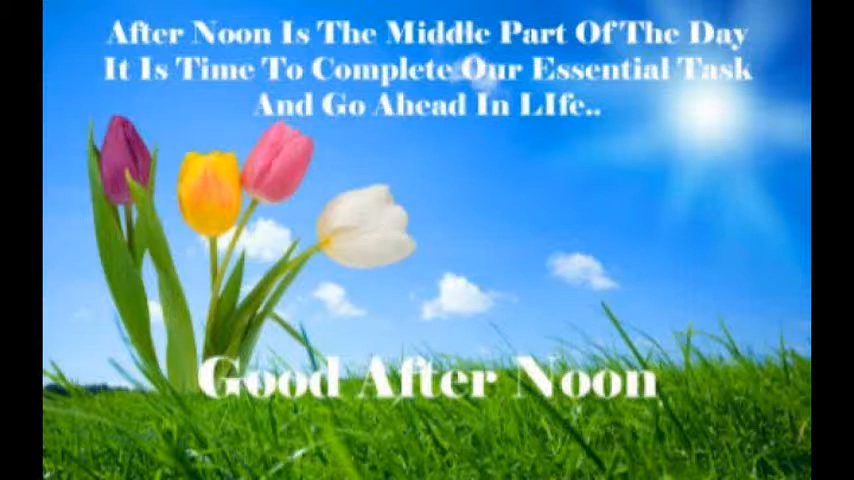 After Noon Is The Middle Part Of The Day
It Is Time To Complete Our Essential Task
And Go Ahead In LIfe..
Good After Noon